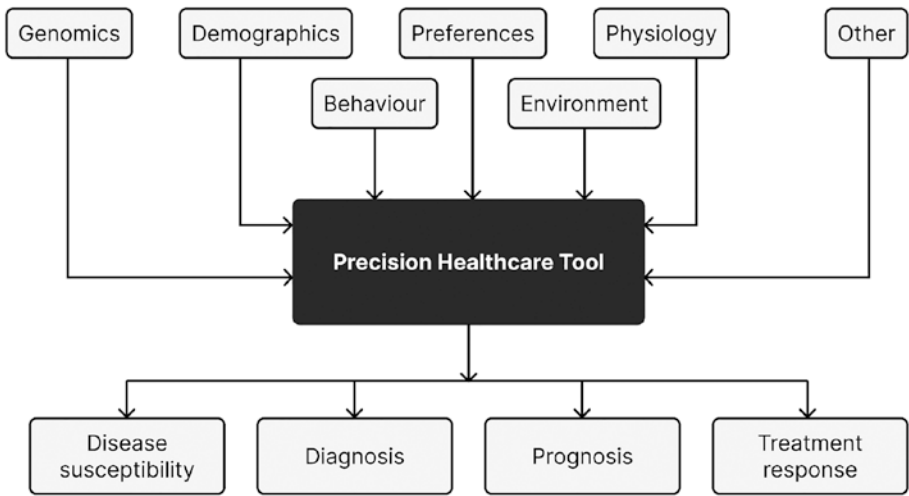 Genomics
Demographics
Preferences
Physiology
Other
Behaviour
Environment
Precision Healthcare Tool
Disease
susceptibility
Diagnosis
Prognosis
Treatment
response